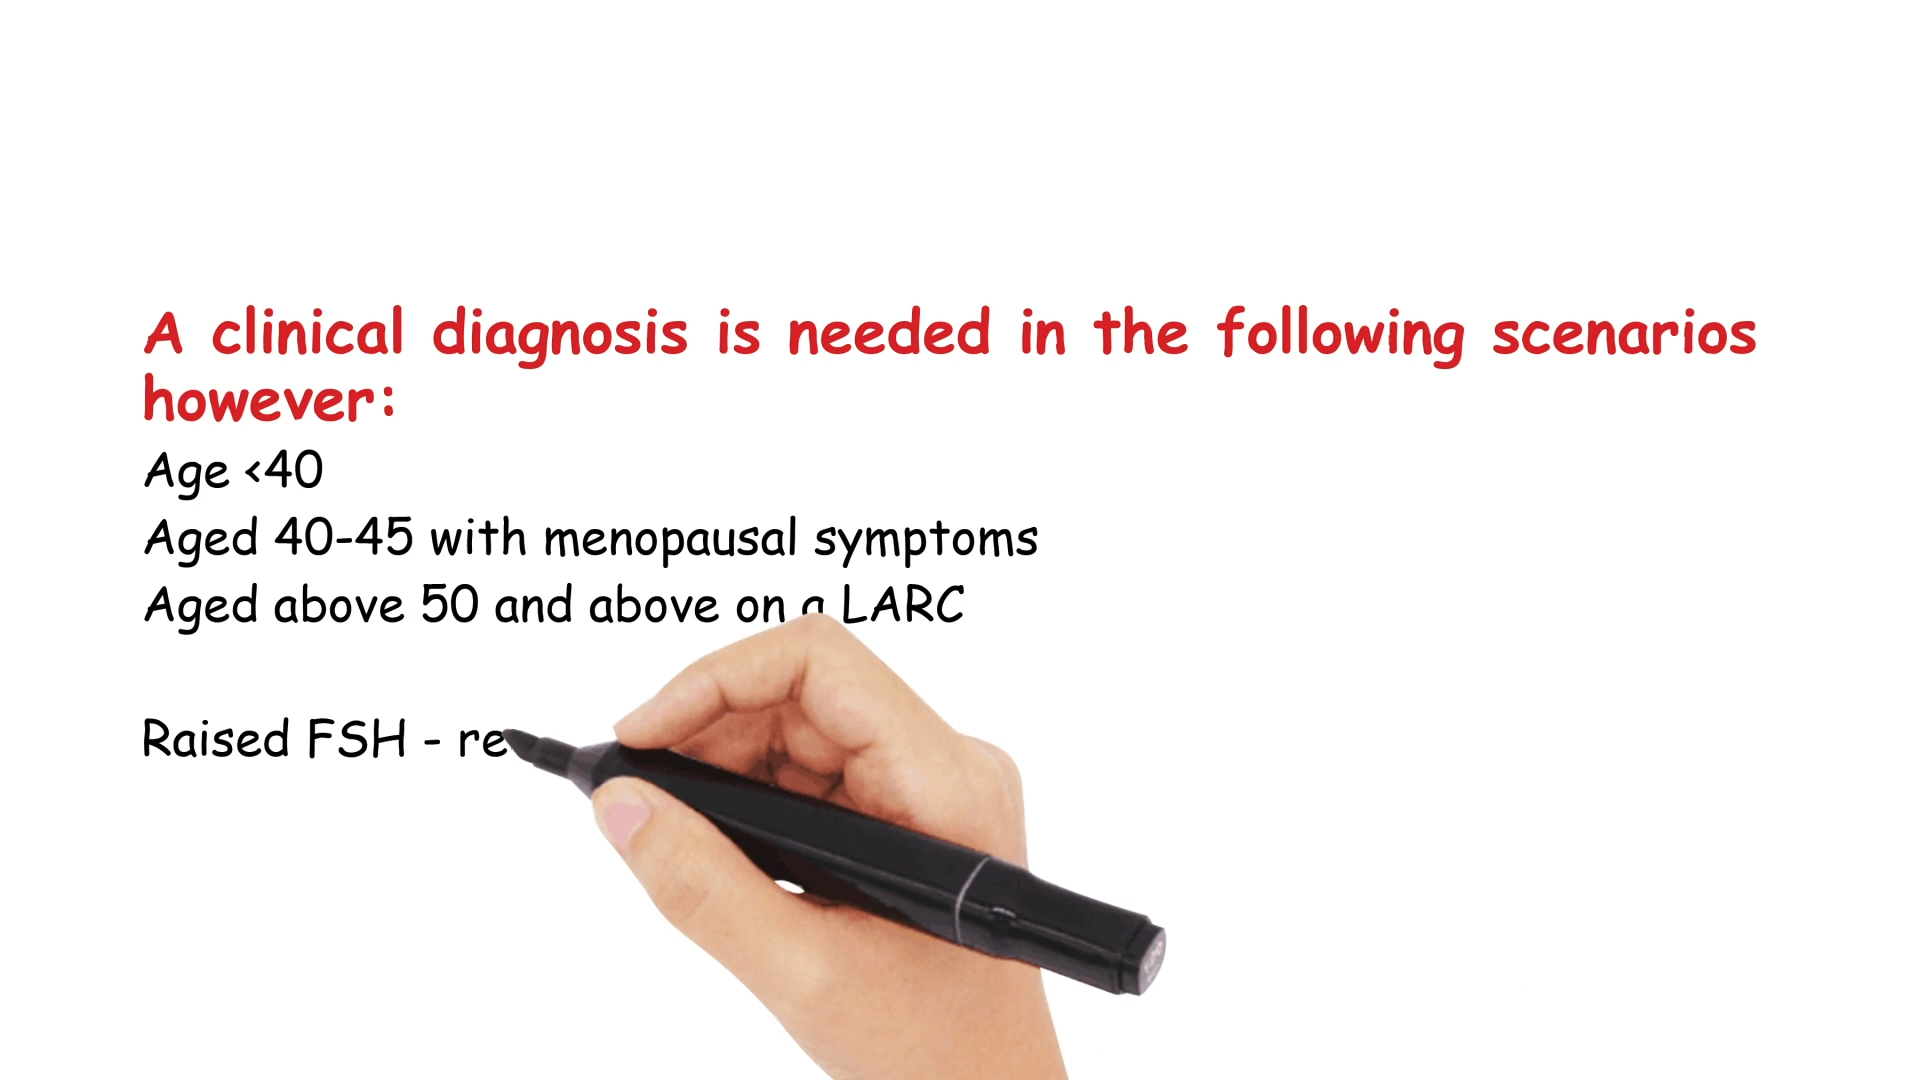 A clinical diagnosis is needed in the following scenarios
however:
Age <40
Aged 40-45 with menopausal symptoms
Aged above 50 and above on a LARC
Raised FSH - re